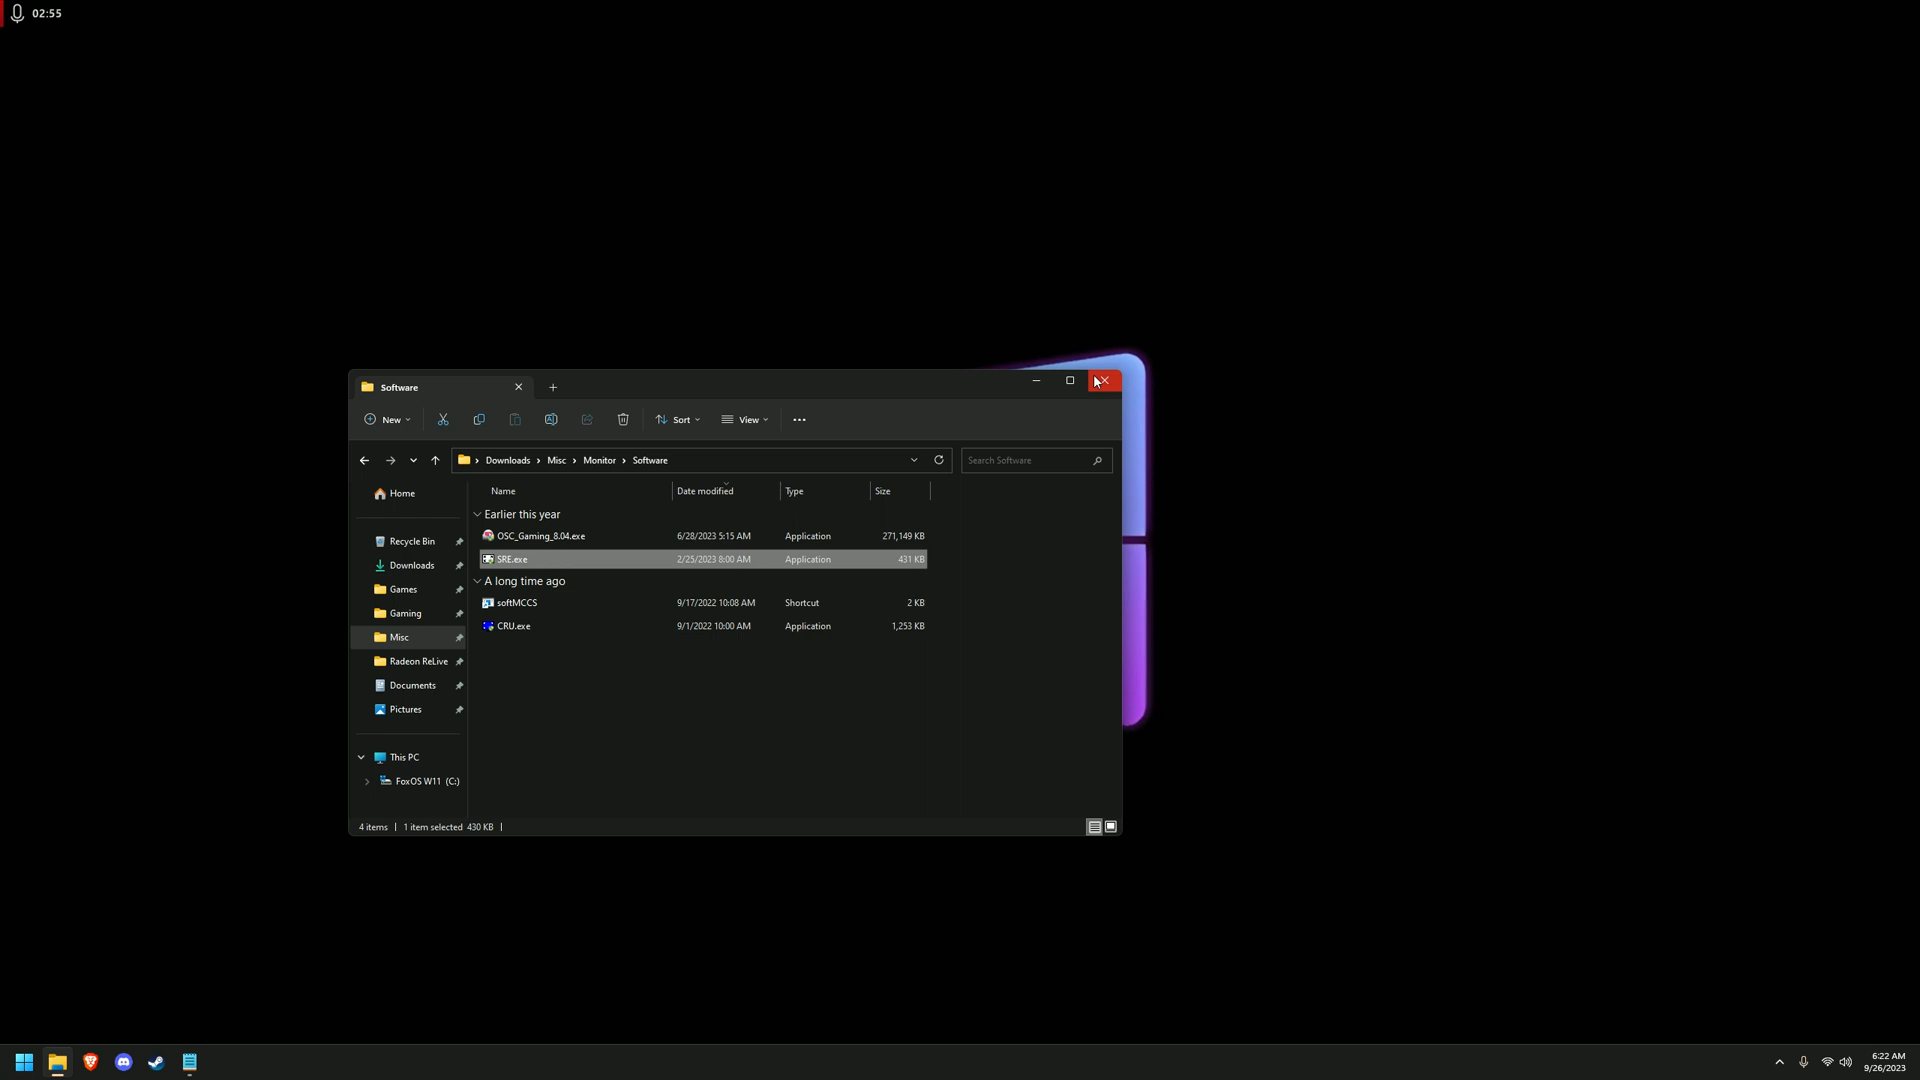 02:55
Software
New
Sort
View
Downloads > Misc > Monitor > Software
Search Software
Name Date modified Type Size
Home
Recycle Bin
Downloads
Games
Gaming
Misc
Radeon ReLive
Documents
Pictures
This PC
FoxOS W11 (C:)
Earlier this year
OSC_Gaming_8.04.exe 6/28/2023 5:15 AM Application 271,149 KB
SRE.exe 2/25/2023 8:00 AM Application 431 KB
A long time ago
softMCCS 9/17/2022 10:08 AM Shortcut 2 KB
CRU.exe 9/1/2022 10:00 AM Application 1,253 KB
4 items 1 item selected 430 KB
6:22 AM
9/26/2023